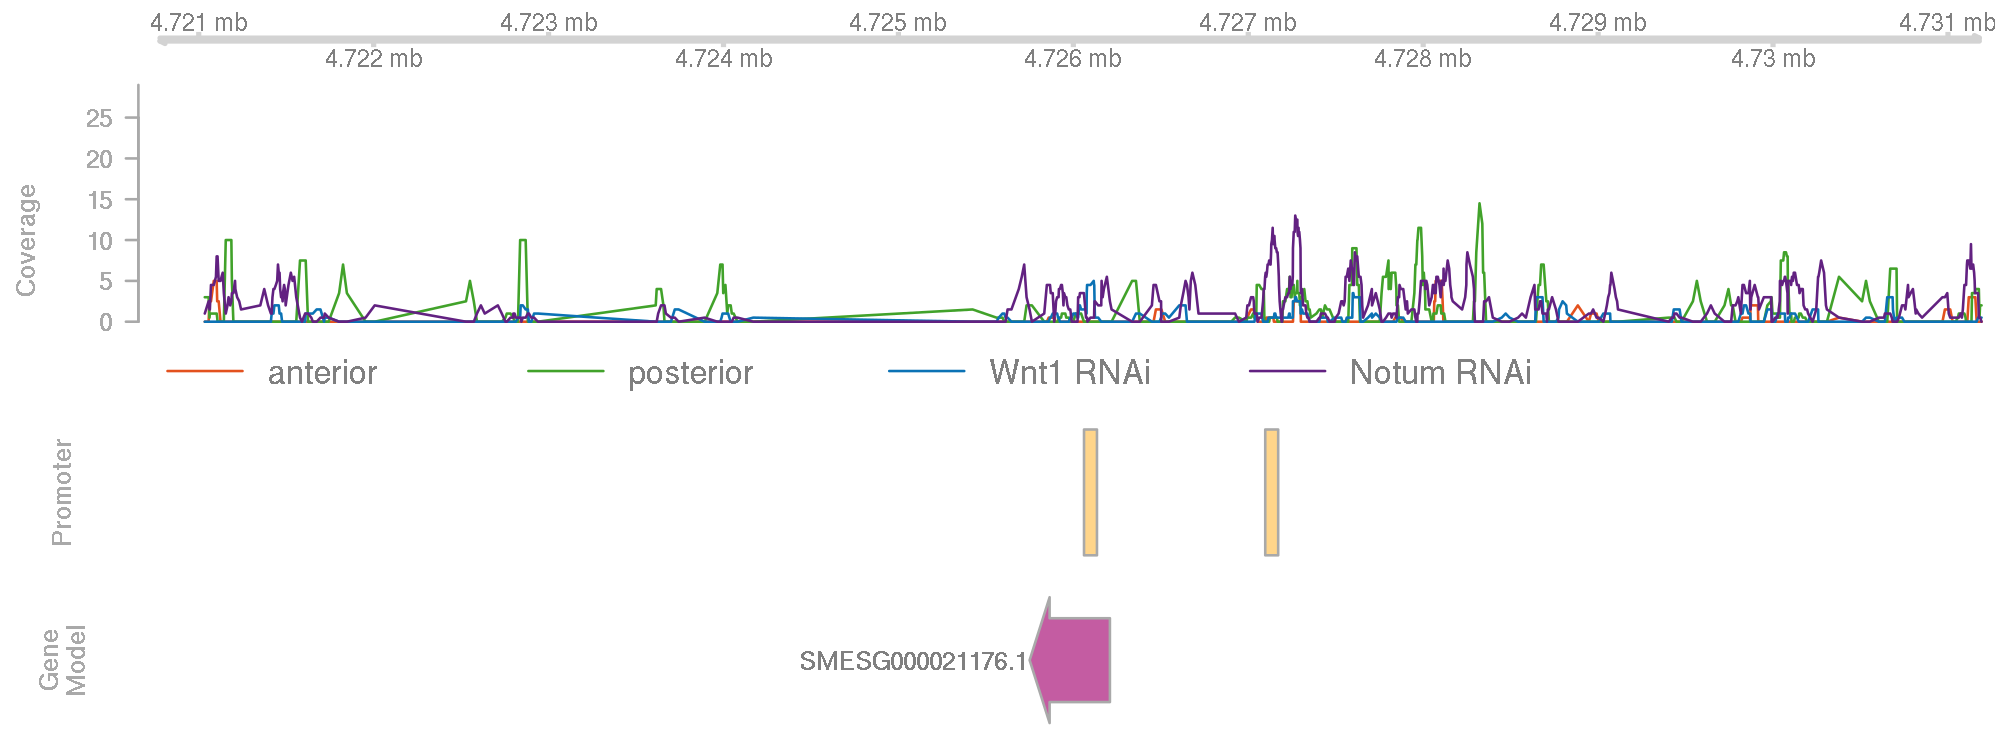 4.721 mb 4.723 mb 4.725 mb 4.727 mb 4.729 mb 4.731 mb
4.722 mb 4.724 mb 4.726 mb 4.728 mb 4.73 mb
Coverage
25
20
15
10
5
0
anterior posterior Wnt1 RNAi Notum RNAi
Promoter
Gene
Model
SMESG000021176.1